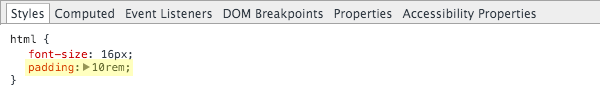 Styles Computed Event Listeners DOM Breakpoints Properties Accessibility Properties
html {
font-size: 16px;
padding:▶10rem;
}